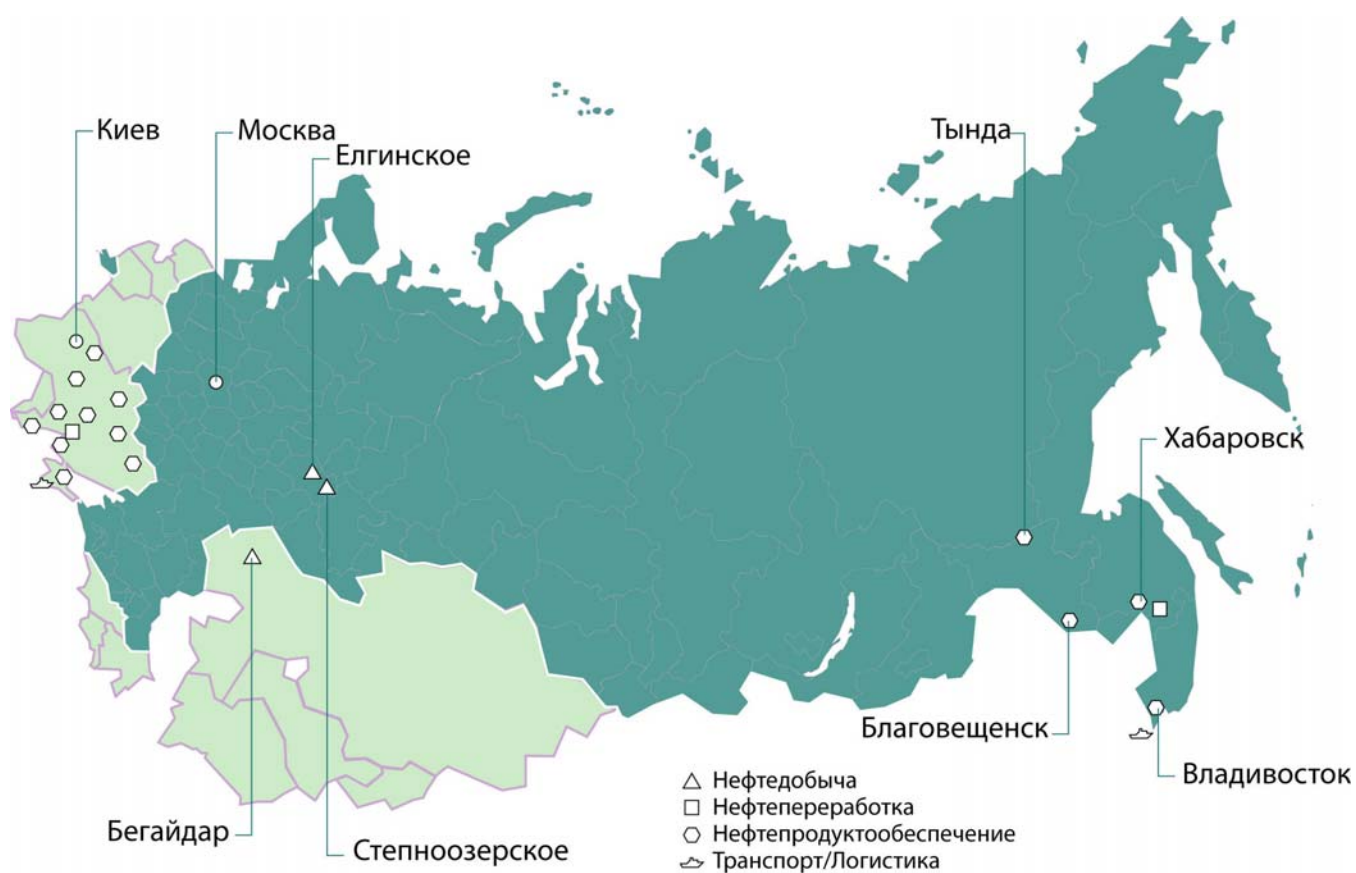 Киев
Москва
Елгинское
Тында
Хабаровск
Благовещенск
Владивосток
Бегайдар
Степноозерское
Нефтедобыча
Нефтепереработка
Нефтепродуктообеспечение
Транспорт/Логистика